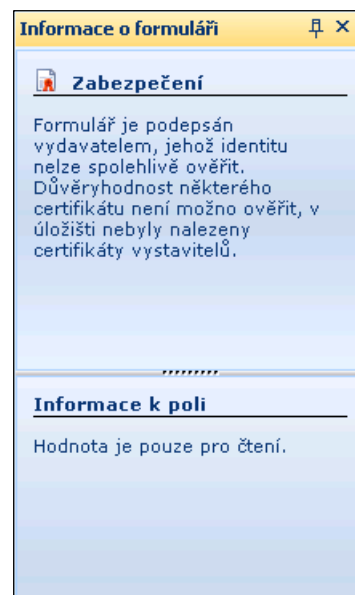 Informace o formuláři
Zabezpečení
Formulář je podepsán
vydavatelem, jehož identitu
nelze spolehlivě ověřit.
Důvěryhodnost některého
certifikátu není možno ověřit, v
úložišti nebyly nalezeny
certifikáty vystavitelů.
Informace k poli
Hodnota je pouze pro čtení.